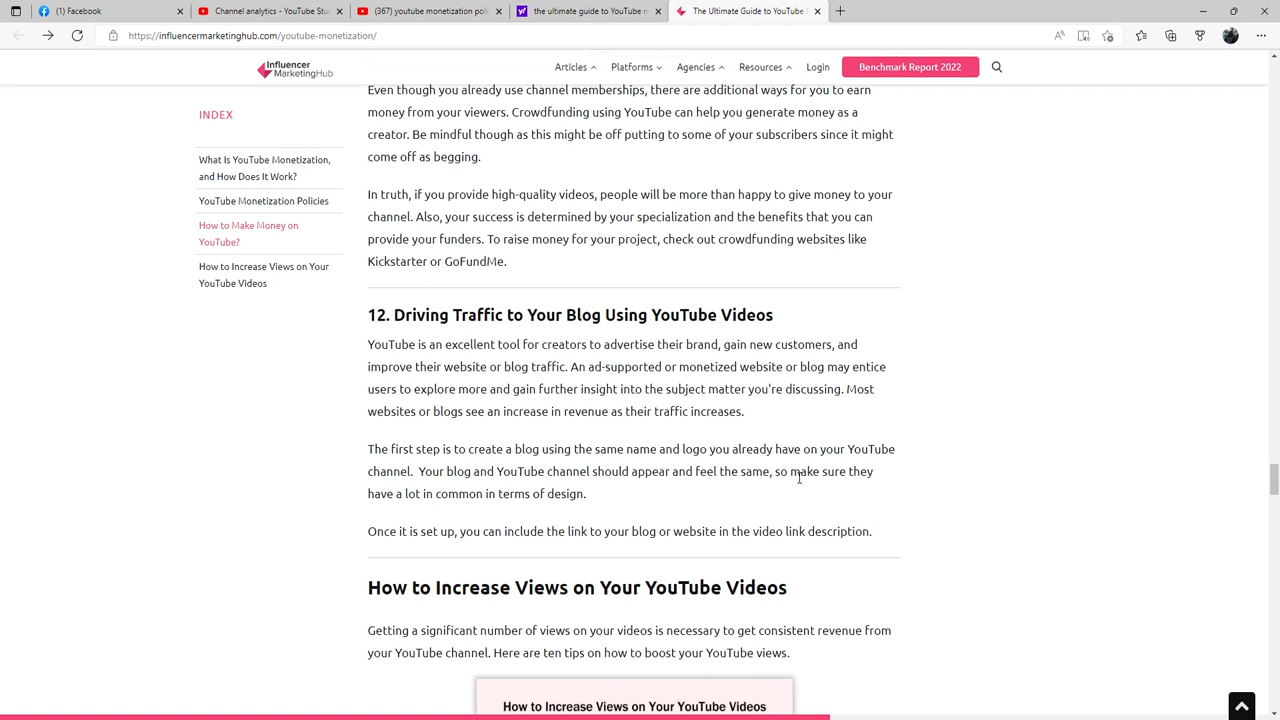 (1) Facebook
Channel analytics - YouTube Stu
(367) youtube monetization poli
the ultimate guide to YouTube m
The Ultimate Guide to YouTube
https://influencermarketinghub.com/youtube-monetization/
Influencer
MarketingHub
Articles
Platforms
Agencies
Resources
Login
Benchmark Report 2022
INDEX
What Is YouTube Monetization,
and How Does It Work?
YouTube Monetization Policies
How to Make Money on
YouTube?
How to Increase Views on Your
YouTube Videos
Even though you already use channel memberships, there are additional ways for you to earn
money from your viewers. Crowdfunding using YouTube can help you generate money as a
creator. Be mindful though as this might be off putting to some of your subscribers since it might
come off as begging.
In truth, if you provide high-quality videos, people will be more than happy to give money to your
channel. Also, your success is determined by your specialization and the benefits that you can
provide your funders. To raise money for your project, check out crowdfunding websites like
Kickstarter or GoFundMe.
12. Driving Traffic to Your Blog Using YouTube Videos
YouTube is an excellent tool for creators to advertise their brand, gain new customers, and
improve their website or blog traffic. An ad-supported or monetized website or blog may entice
users to explore more and gain further insight into the subject matter you're discussing. Most
websites or blogs see an increase in revenue as their traffic increases.
The first step is to create a blog using the same name and logo you already have on your YouTube
channel. Your blog and YouTube channel should appear and feel the same, so make sure they
have a lot in common in terms of design.
Once it is set up, you can include the link to your blog or website in the video link description.
How to Increase Views on Your YouTube Videos
Getting a significant number of views on your videos is necessary to get consistent revenue from
your YouTube channel. Here are ten tips on how to boost your YouTube views.
How to Increase Views on Your YouTube Videos